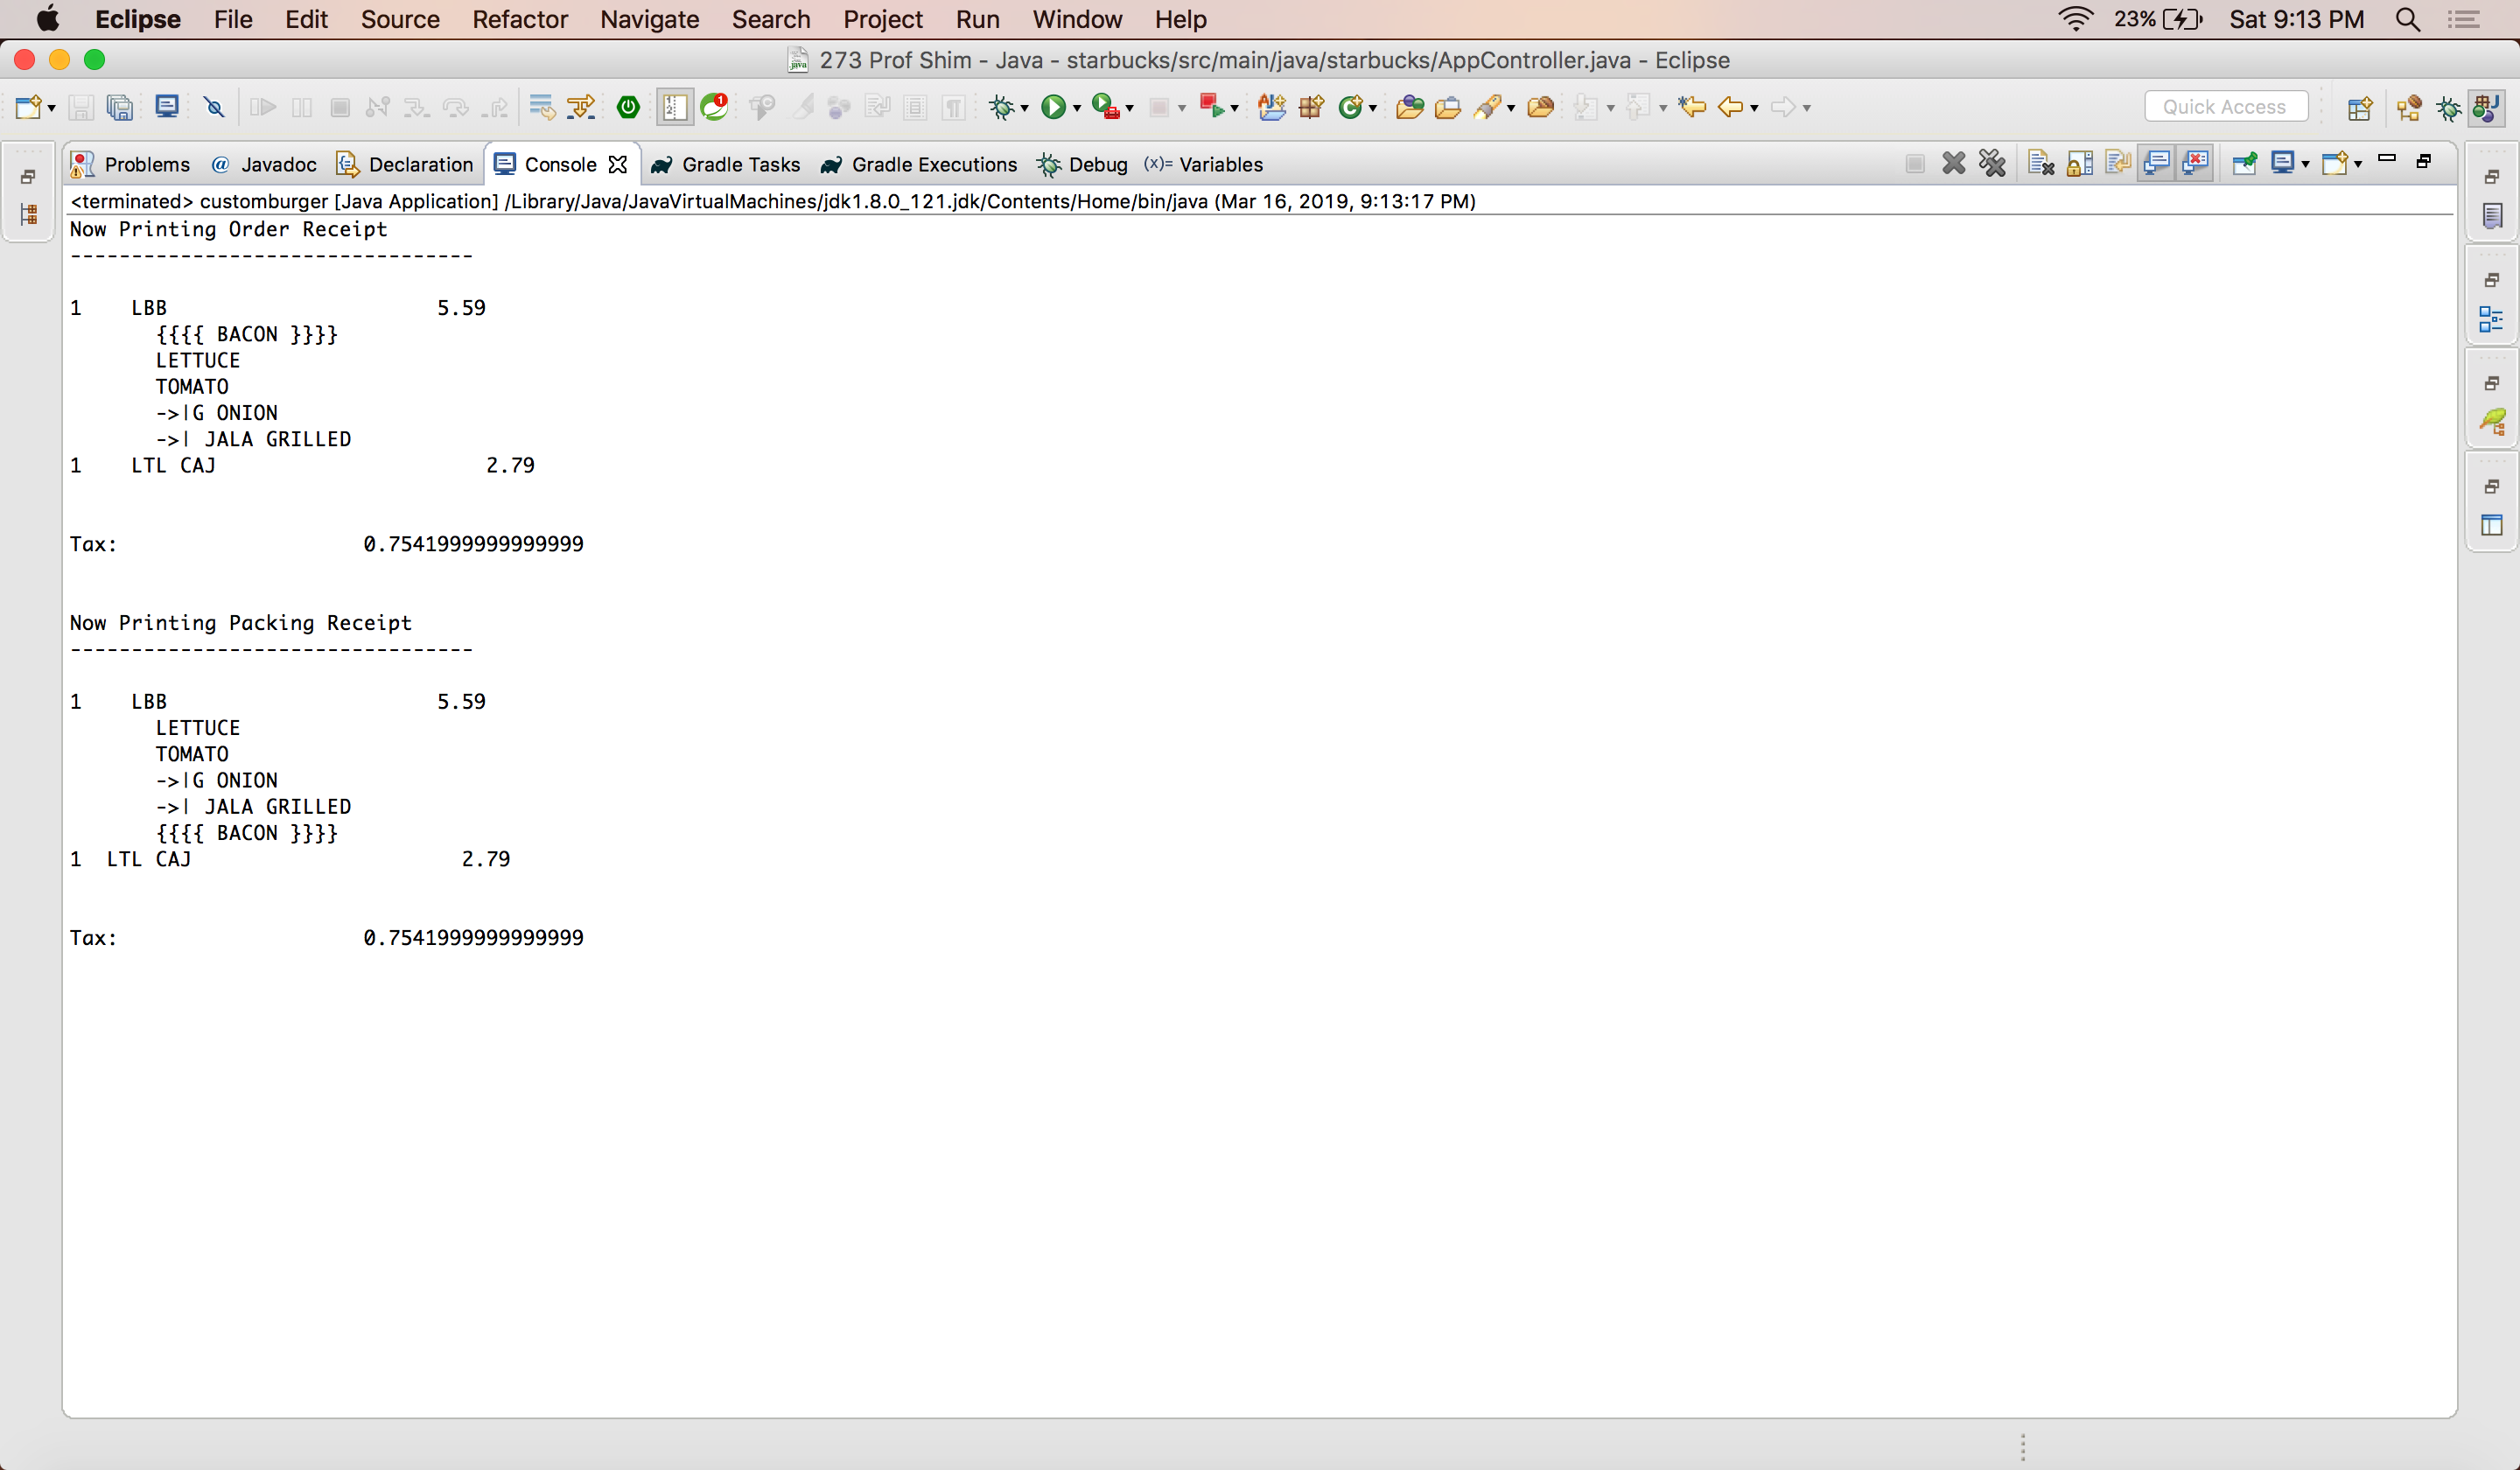 Eclipse File Edit Source Refactor Navigate Search Project Run Window Help 23% Sat 9:13 PM
273 Prof Shim - Java - starbucks/src/main/java/starbucks/AppController.java - Eclipse
Quick Access
Problems @ Javadoc Declaration Console Gradle Tasks Gradle Executions Debug (x)= Variables
<terminated> customburger [Java Application] /Library/Java/JavaVirtualMachines/jdk1.8.0_121.jdk/Contents/Home/bin/java (Mar 16, 2019, 9:13:17 PM)
Now Printing Order Receipt
---------------------------------
1    LBB                      5.59
       {{{{ BACON }}}}
       LETTUCE
       TOMATO
       ->|G ONION
       ->| JALA GRILLED
1    LTL CAJ                      2.79
Tax:                    0.7541999999999999
Now Printing Packing Receipt
---------------------------------
1    LBB                      5.59
       LETTUCE
       TOMATO
       ->|G ONION
       ->| JALA GRILLED
       {{{{ BACON }}}}
1  LTL CAJ                      2.79
Tax:                    0.7541999999999999